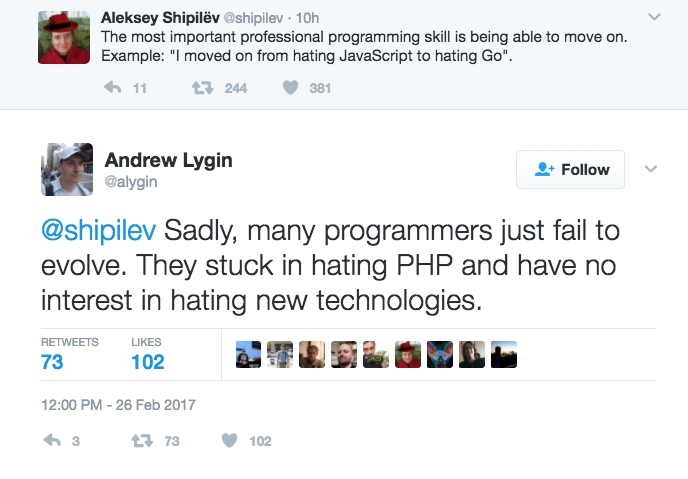 Aleksey Shipilëv @shipilev · 10h
The most important professional programming skill is being able to move on.
Example: "I moved on from hating JavaScript to hating Go".
11 244 381
Andrew Lygin
@alygin
Follow
@shipilev Sadly, many programmers just fail to
evolve. They stuck in hating PHP and have no
interest in hating new technologies.
RETWEETS LIKES
73 102
12:00 PM - 26 Feb 2017
3 73 102